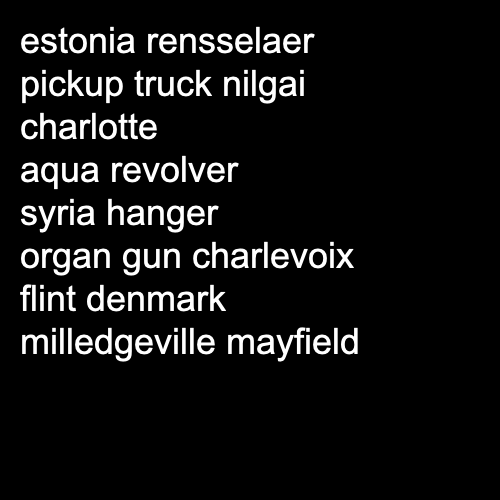 estonia rensselaer
pickup truck nilgai
charlotte
aqua revolver
syria hanger
organ gun charlevoix
flint denmark
milledgeville mayfield